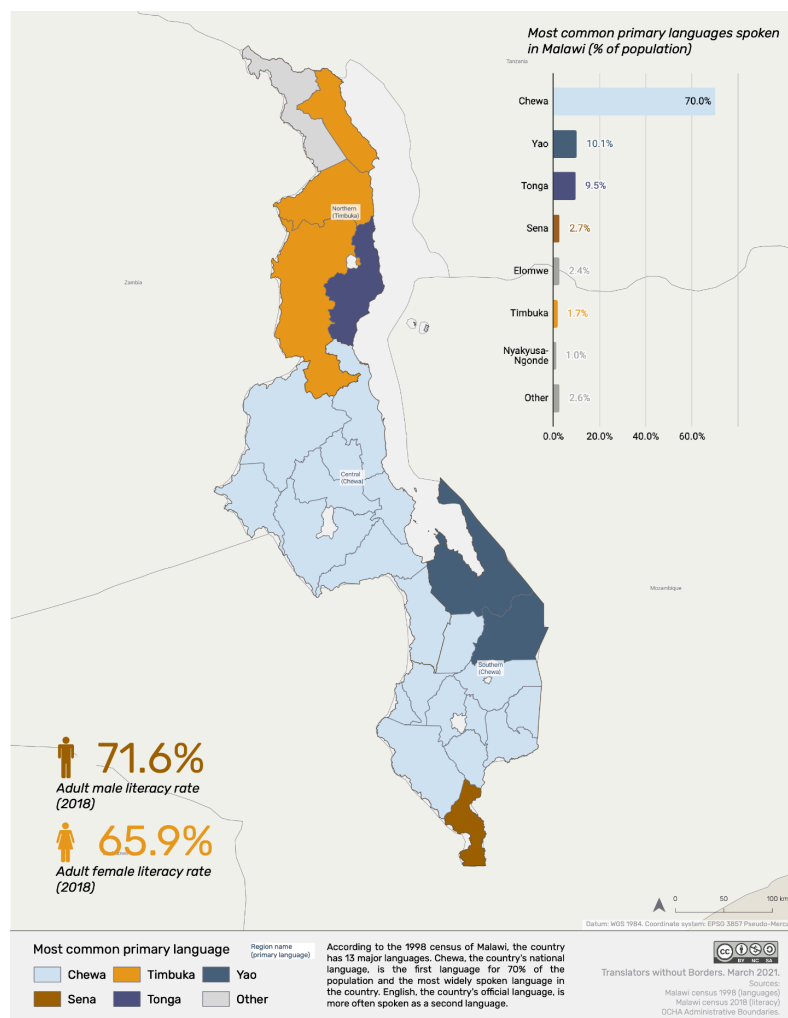 Most common primary languages spoken
in Malawi (% of population)
Tanzania
Chewa
70.0%
Yao
10.1%
Tonga
9.5%
Sena
2.7%
Elomwe
2.4%
Timbuka
1.7%
Nyakyusa-
Ngonde
1.0%
Other
2.6%
0.0%
20.0%
40.0%
60.0%
Northern
(Timbuka)
Zambia
Central
(Chewa)
Mozambique
Southern
(Chewa)
71.6%
Adult male literacy rate
(2018)
65.9%
Adult female literacy rate
(2018)
0
50
100 km
Datum: WGS 1984. Coordinate system: EPSG 3857 Pseudo-Merca
Most common primary language
Region name
(primary language)
Chewa
Timbuka
Yao
Sena
Tonga
Other
According to the 1998 census of Malawi, the country
has 13 major languages. Chewa, the country's national
language, is the first language for 70% of the
population and the most widely spoken language in
the country. English, the country's official language, is
more often spoken as a second language.
CC
BY NC SA
Translators without Borders. March 2021.
Sources:
Malawi census 1998 (languages)
Malawi census 2018 (literacy)
OCHA Administrative Boundaries.